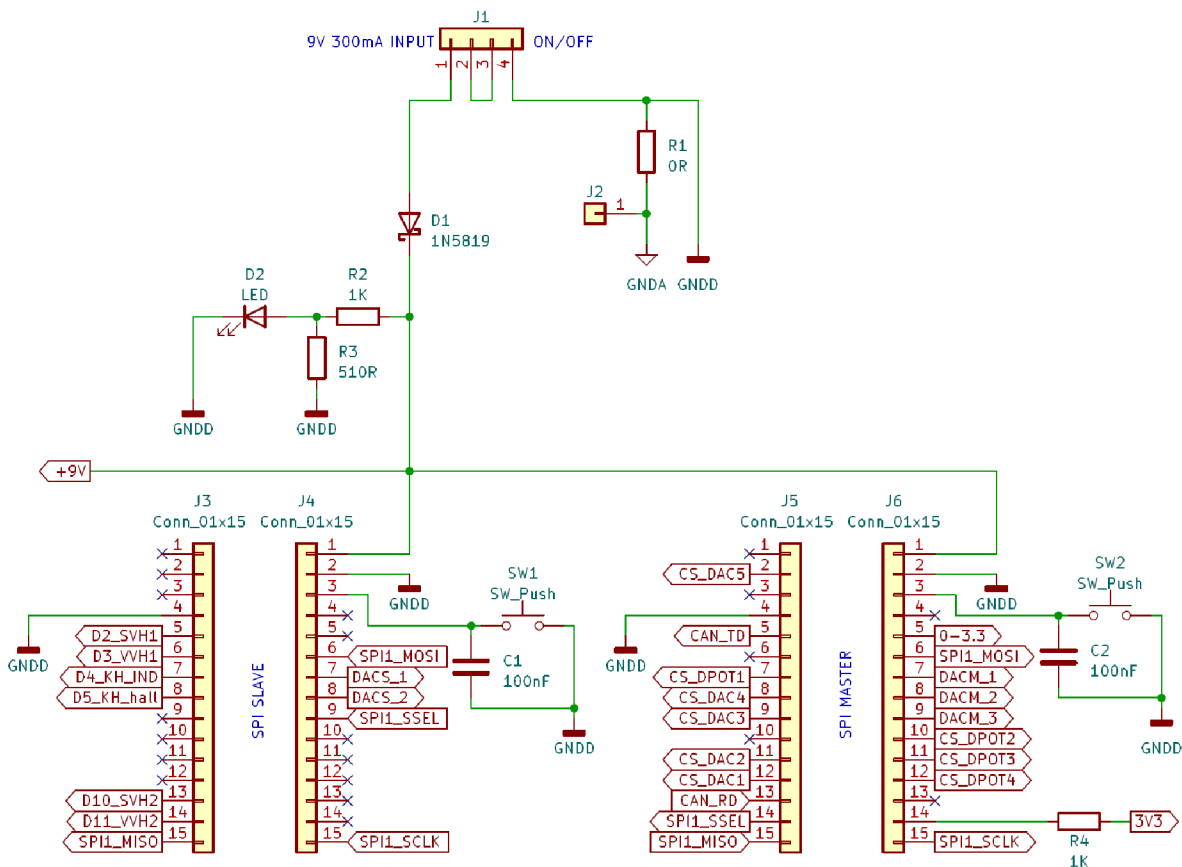 J1
9V 300mA INPUT
ON/OFF
1
2
3
4
R1
0R
J2
1
D1
1N5819
GNDA
GNDD
D2
LED
R2
1K
R3
510R
GNDD
GNDD
+9V
J3
Conn_01x15
J4
Conn_01x15
J5
Conn_01x15
J6
Conn_01x15
1
2
3
4
5
6
7
8
9
10
11
12
13
14
15
GNDD
D2_SVH1
D3_VVH1
D4_KH_IND
D5_KH_hall
D10_SVH2
D11_VVH2
SPI1_MISO
SPI SLAVE
1
2
3
4
5
6
7
8
9
10
11
12
13
14
15
GNDD
SPI1_MOSI
DACS_1
DACS_2
SPI1_SSEL
SPI1_SCLK
SW1
SW_Push
C1
100nF
GNDD
1
2
3
4
5
6
7
8
9
10
11
12
13
14
15
CS_DAC5
GNDD
CAN_TD
CS_DPOT1
CS_DAC4
CS_DAC3
CS_DAC2
CS_DAC1
CAN_RD
SPI1_SSEL
SPI1_MISO
SPI MASTER
1
2
3
4
5
6
7
8
9
10
11
12
13
14
15
GNDD
0-3.3
SPI1_MOSI
DACM_1
DACM_2
DACM_3
CS_DPOT2
CS_DPOT3
CS_DPOT4
SPI1_SCLK
SW2
SW_Push
C2
100nF
GNDD
3V3
R4
1K